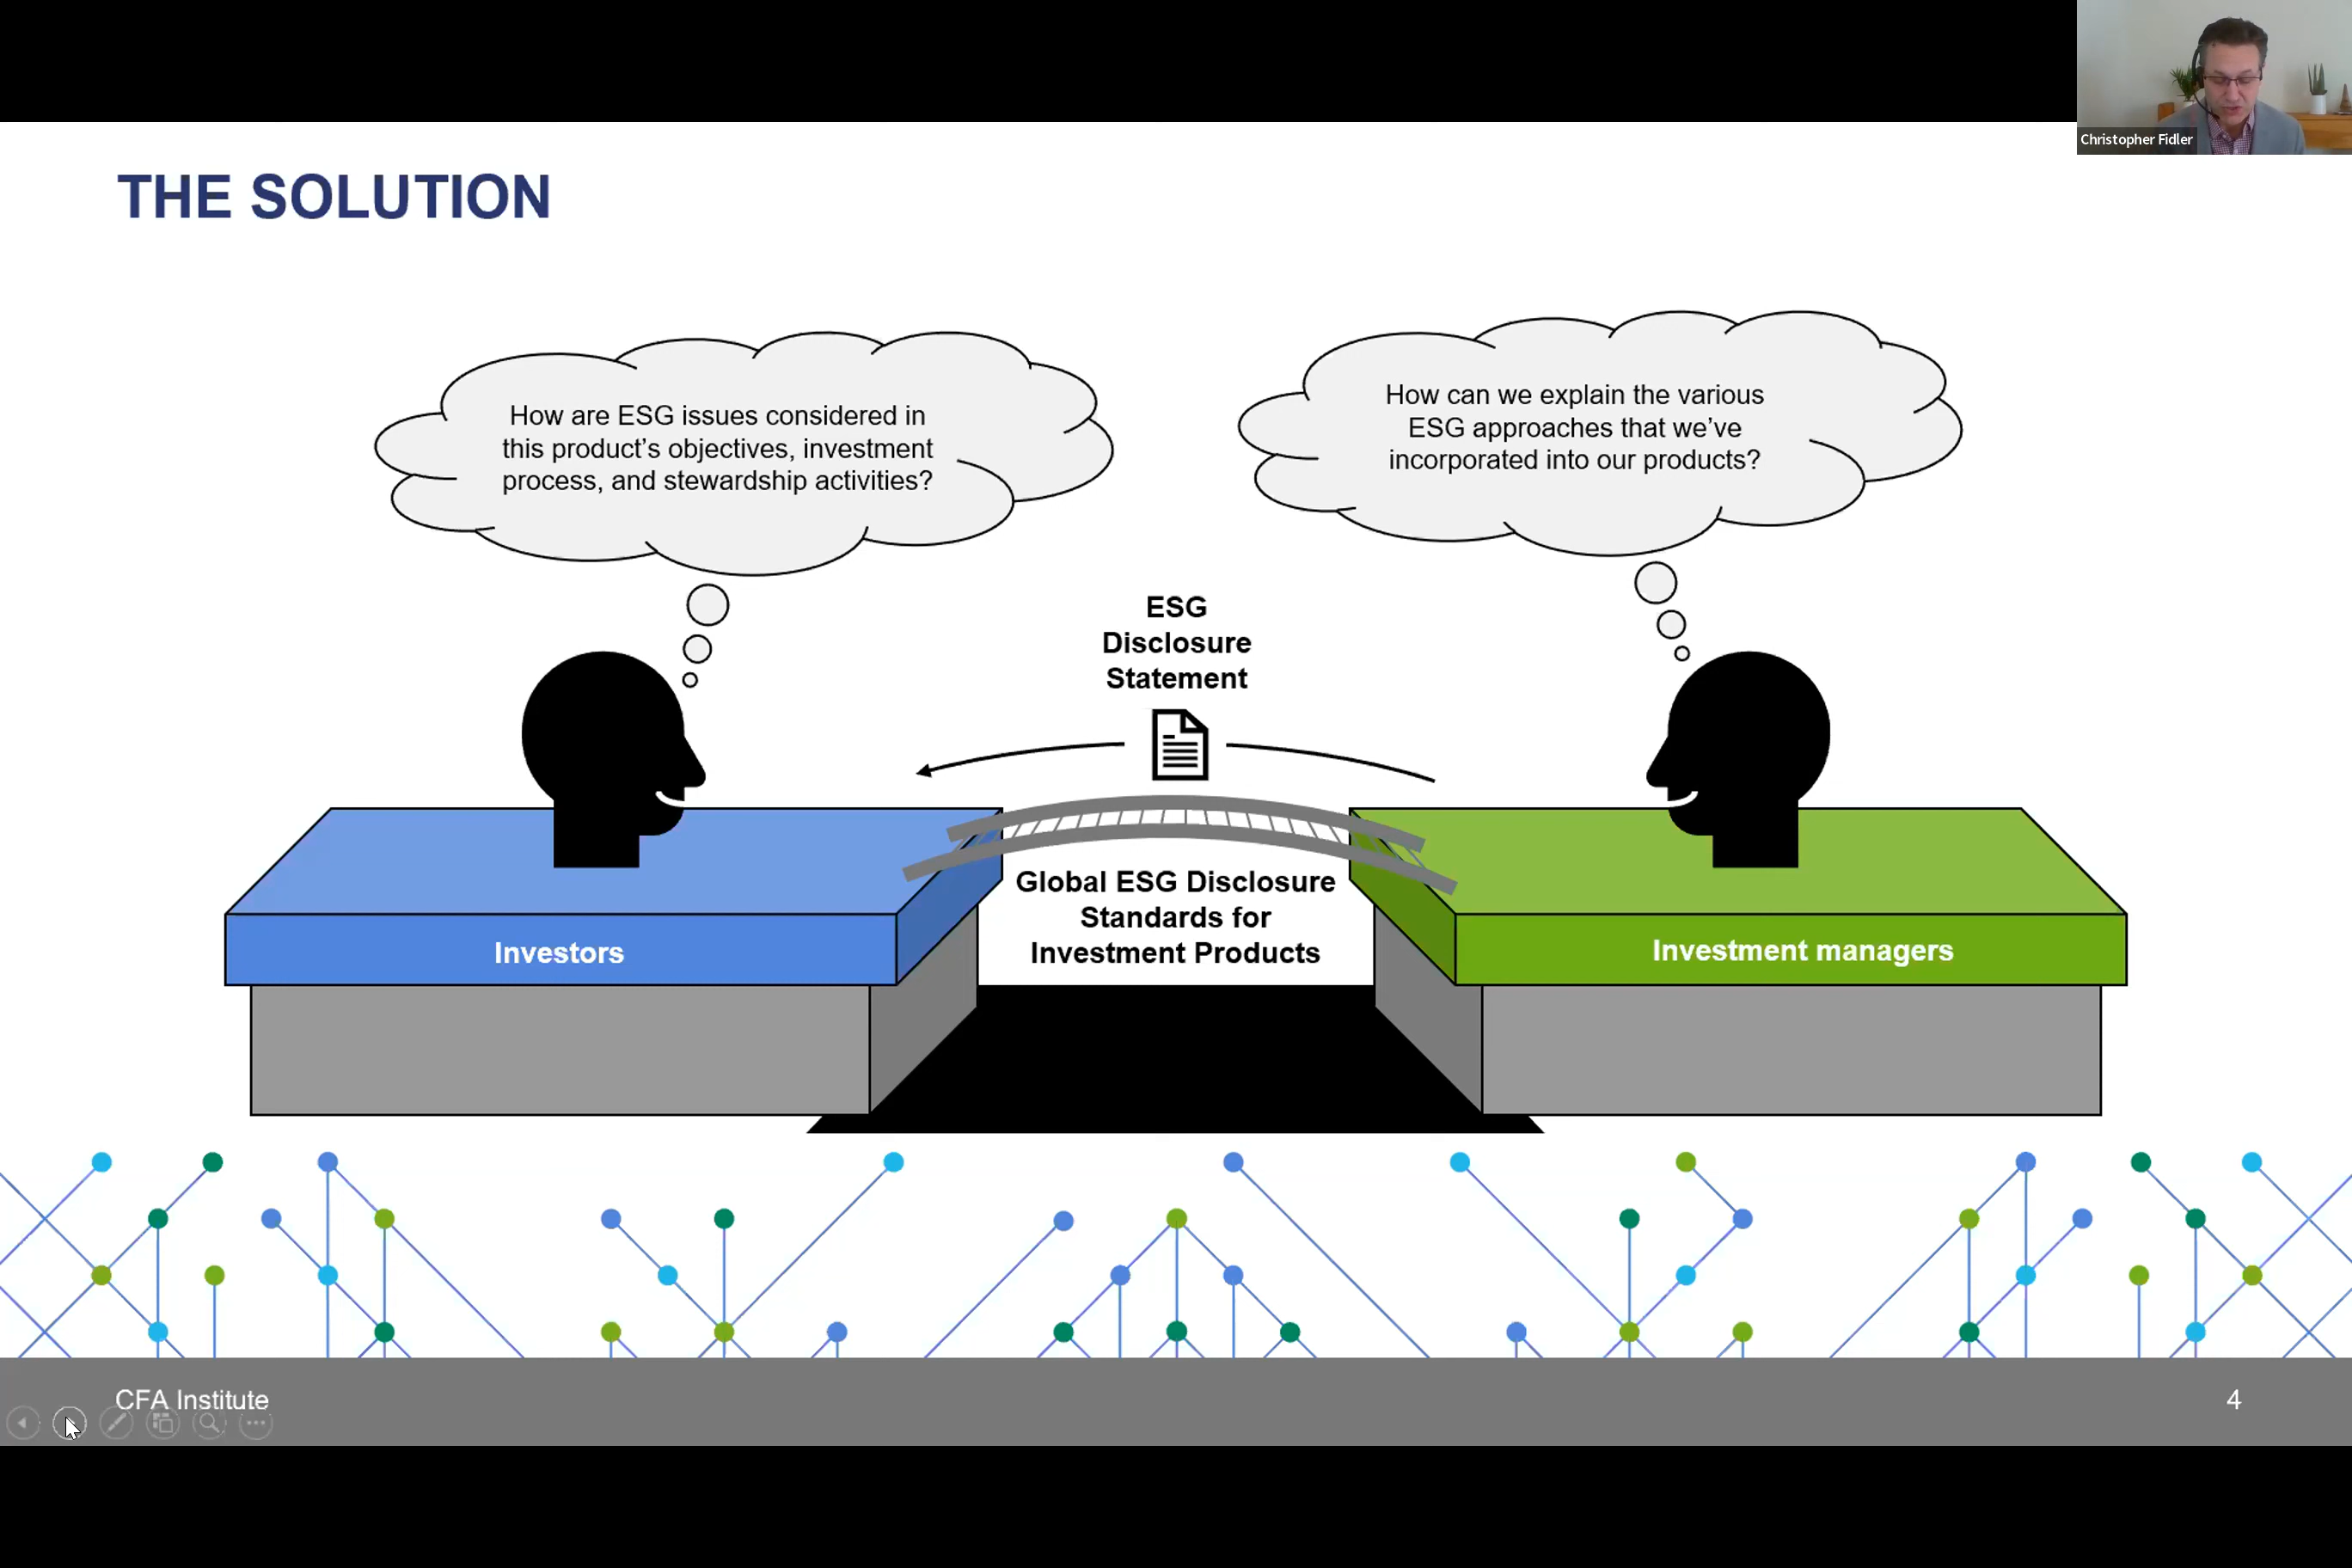 Christopher Fidler
THE SOLUTION
How are ESG issues considered in
this product’s objectives, investment
process, and stewardship activities?
How can we explain the various
ESG approaches that we’ve
incorporated into our products?
ESG
Disclosure
Statement
Global ESG Disclosure
Standards for
Investment Products
Investors
Investment managers
CFA Institute
4